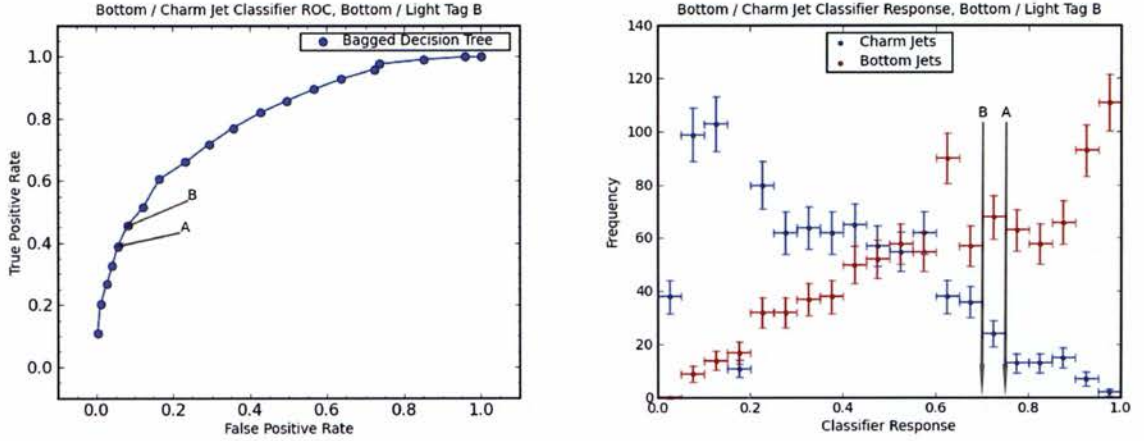 Bottom / Charm Jet Classifier ROC, Bottom / Light Tag B
Bagged Decision Tree
1.0
0.8
0.6
0.4
0.2
0.0
True Positive Rate
B
A
0.0 0.2 0.4 0.6 0.8 1.0
False Positive Rate
Bottom / Charm Jet Classifier Response, Bottom / Light Tag B
Charm Jets
Bottom Jets
140
120
100
80
60
40
20
0
Frequency
B A
0.0 0.2 0.4 0.6 0.8 1.0
Classifier Response